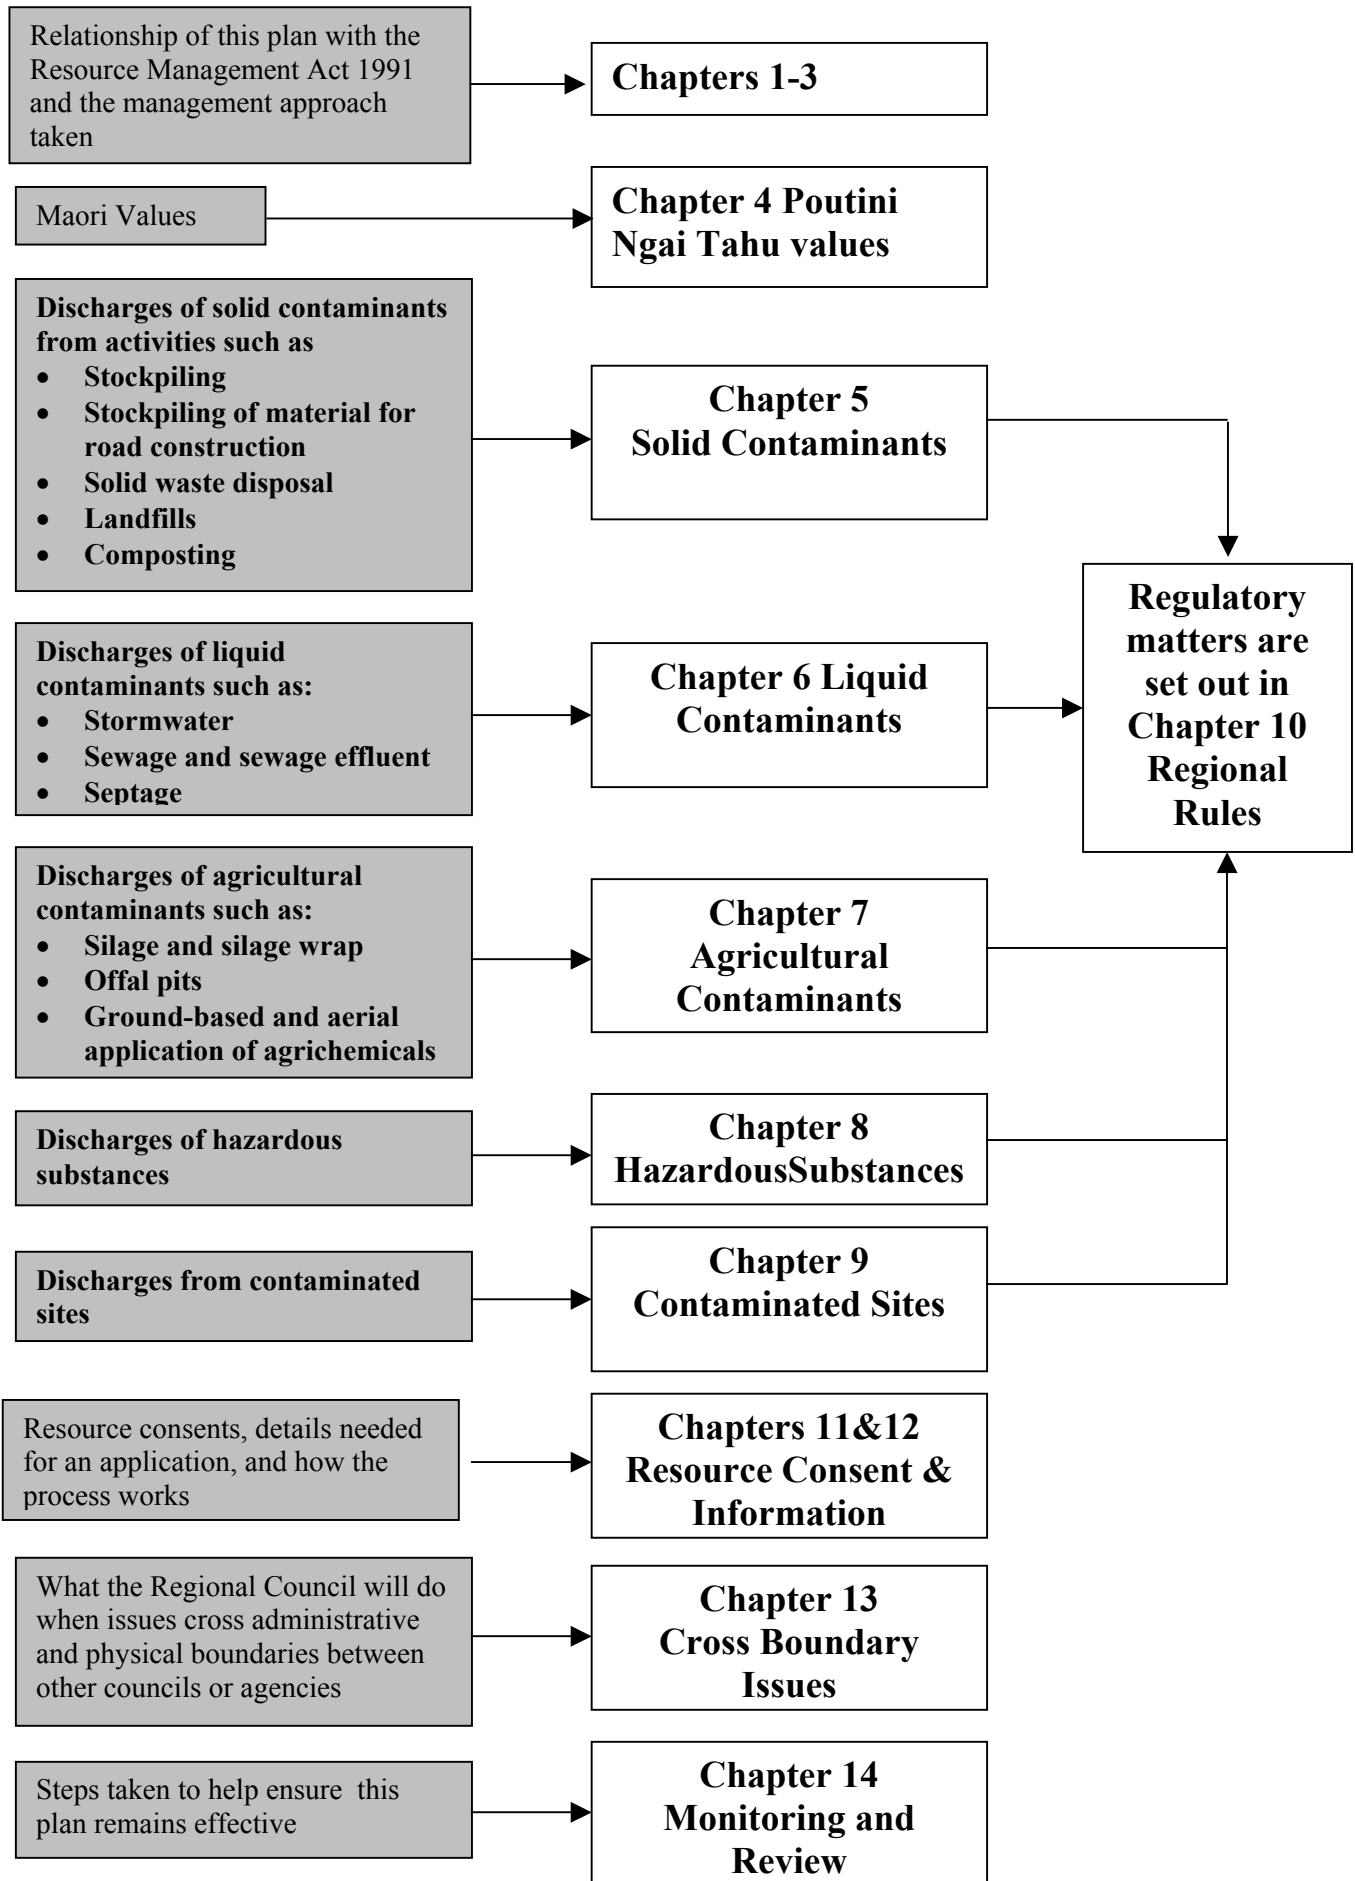 Relationship of this plan with the
Resource Management Act 1991
and the management approach
taken
Chapters 1-3
Maori Values
Chapter 4 Poutini
Ngai Tahu values
Discharges of solid contaminants
from activities such as
• Stockpiling
• Stockpiling of material for
road construction
• Solid waste disposal
• Landfills
• Composting
Chapter 5
Solid Contaminants
Regulatory
matters are
set out in
Chapter 10
Regional
Rules
Discharges of liquid
contaminants such as:
• Stormwater
• Sewage and sewage effluent
• Septage
Chapter 6 Liquid
Contaminants
Discharges of agricultural
contaminants such as:
• Silage and silage wrap
• Offal pits
• Ground-based and aerial
application of agrichemicals
Chapter 7
Agricultural
Contaminants
Discharges of hazardous
substances
Chapter 8
HazardousSubstances
Discharges from contaminated
sites
Chapter 9
Contaminated Sites
Resource consents, details needed
for an application, and how the
process works
Chapters 11&12
Resource Consent &
Information
What the Regional Council will do
when issues cross administrative
and physical boundaries between
other councils or agencies
Chapter 13
Cross Boundary
Issues
Steps taken to help ensure  this
plan remains effective
Chapter 14
Monitoring and
Review